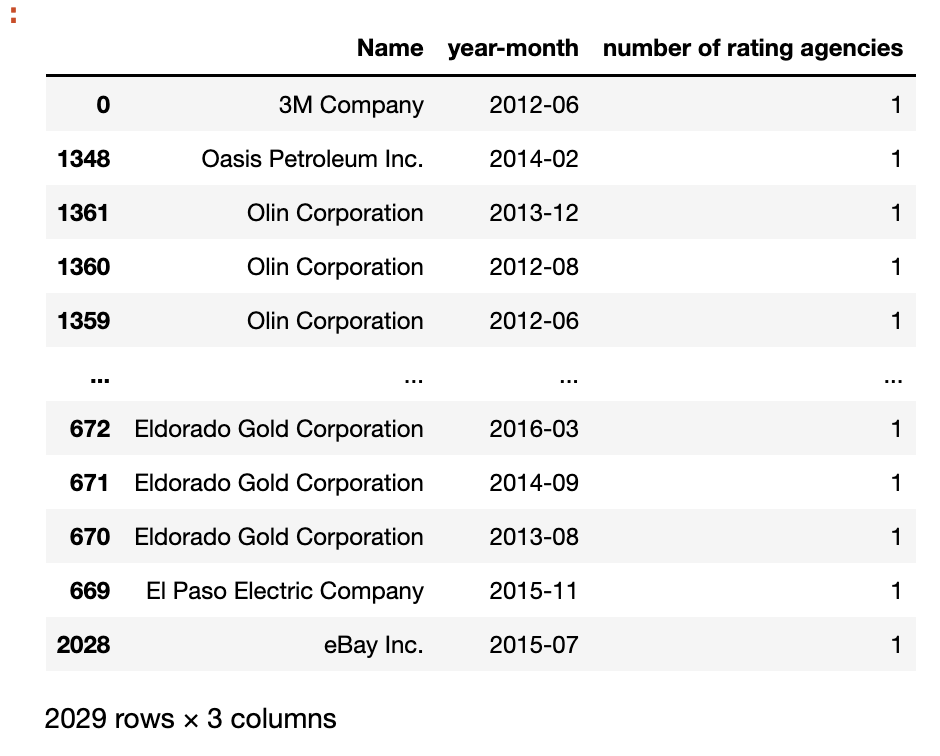 :
Name year-month number of rating agencies
0 3M Company 2012-06 1
1348 Oasis Petroleum Inc. 2014-02 1
1361 Olin Corporation 2013-12 1
1360 Olin Corporation 2012-08 1
1359 Olin Corporation 2012-06 1
... ... ... ...
672 Eldorado Gold Corporation 2016-03 1
671 Eldorado Gold Corporation 2014-09 1
670 Eldorado Gold Corporation 2013-08 1
669 El Paso Electric Company 2015-11 1
2028 eBay Inc. 2015-07 1
2029 rows × 3 columns